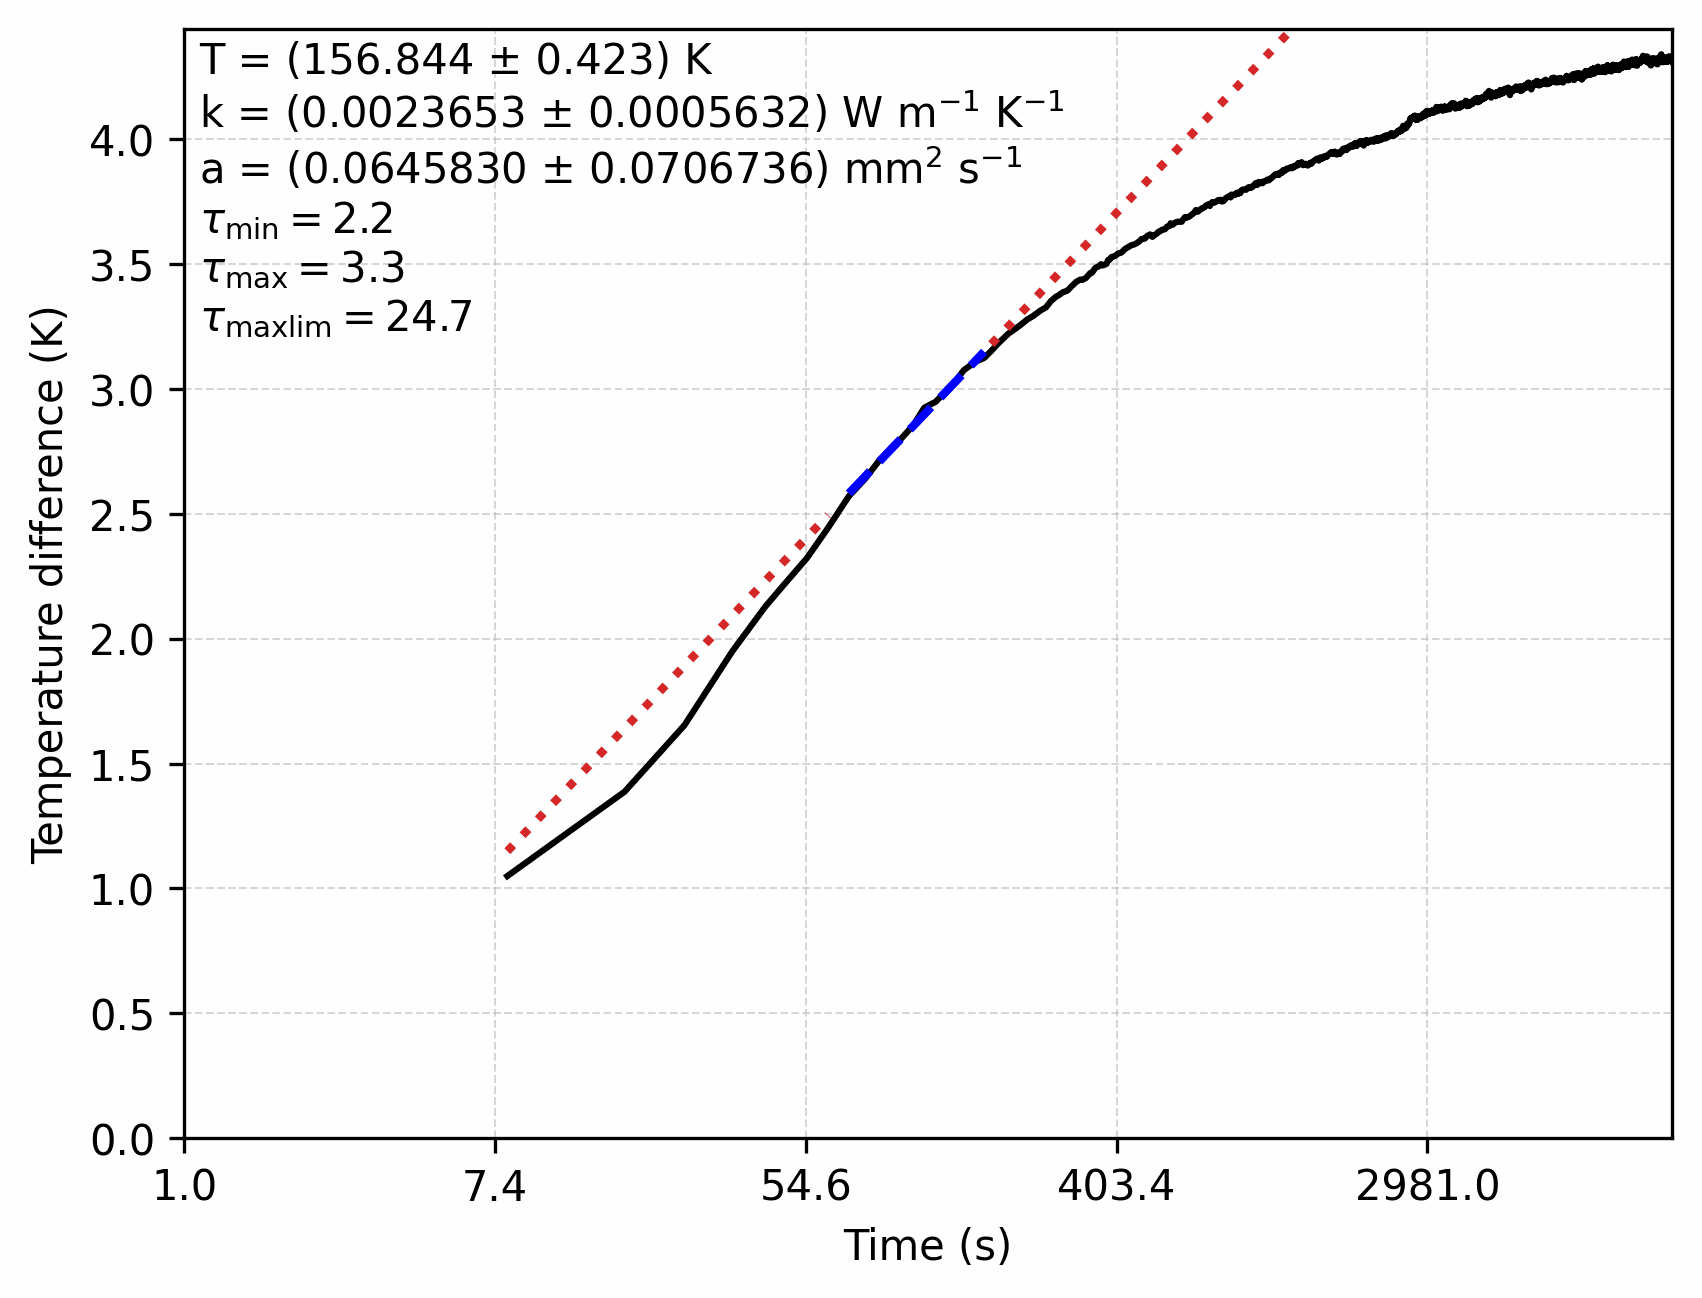 T = (156.844 ± 0.423) K
k = (0.0023653 ± 0.0005632) W m⁻¹ K⁻¹
a = (0.0645830 ± 0.0706736) mm² s⁻¹
τmin = 2.2
τmax = 3.3
τmaxlim = 24.7
Temperature difference (K)
4.0
3.5
3.0
2.5
2.0
1.5
1.0
0.5
0.0
1.0 7.4 54.6 403.4 2981.0
Time (s)